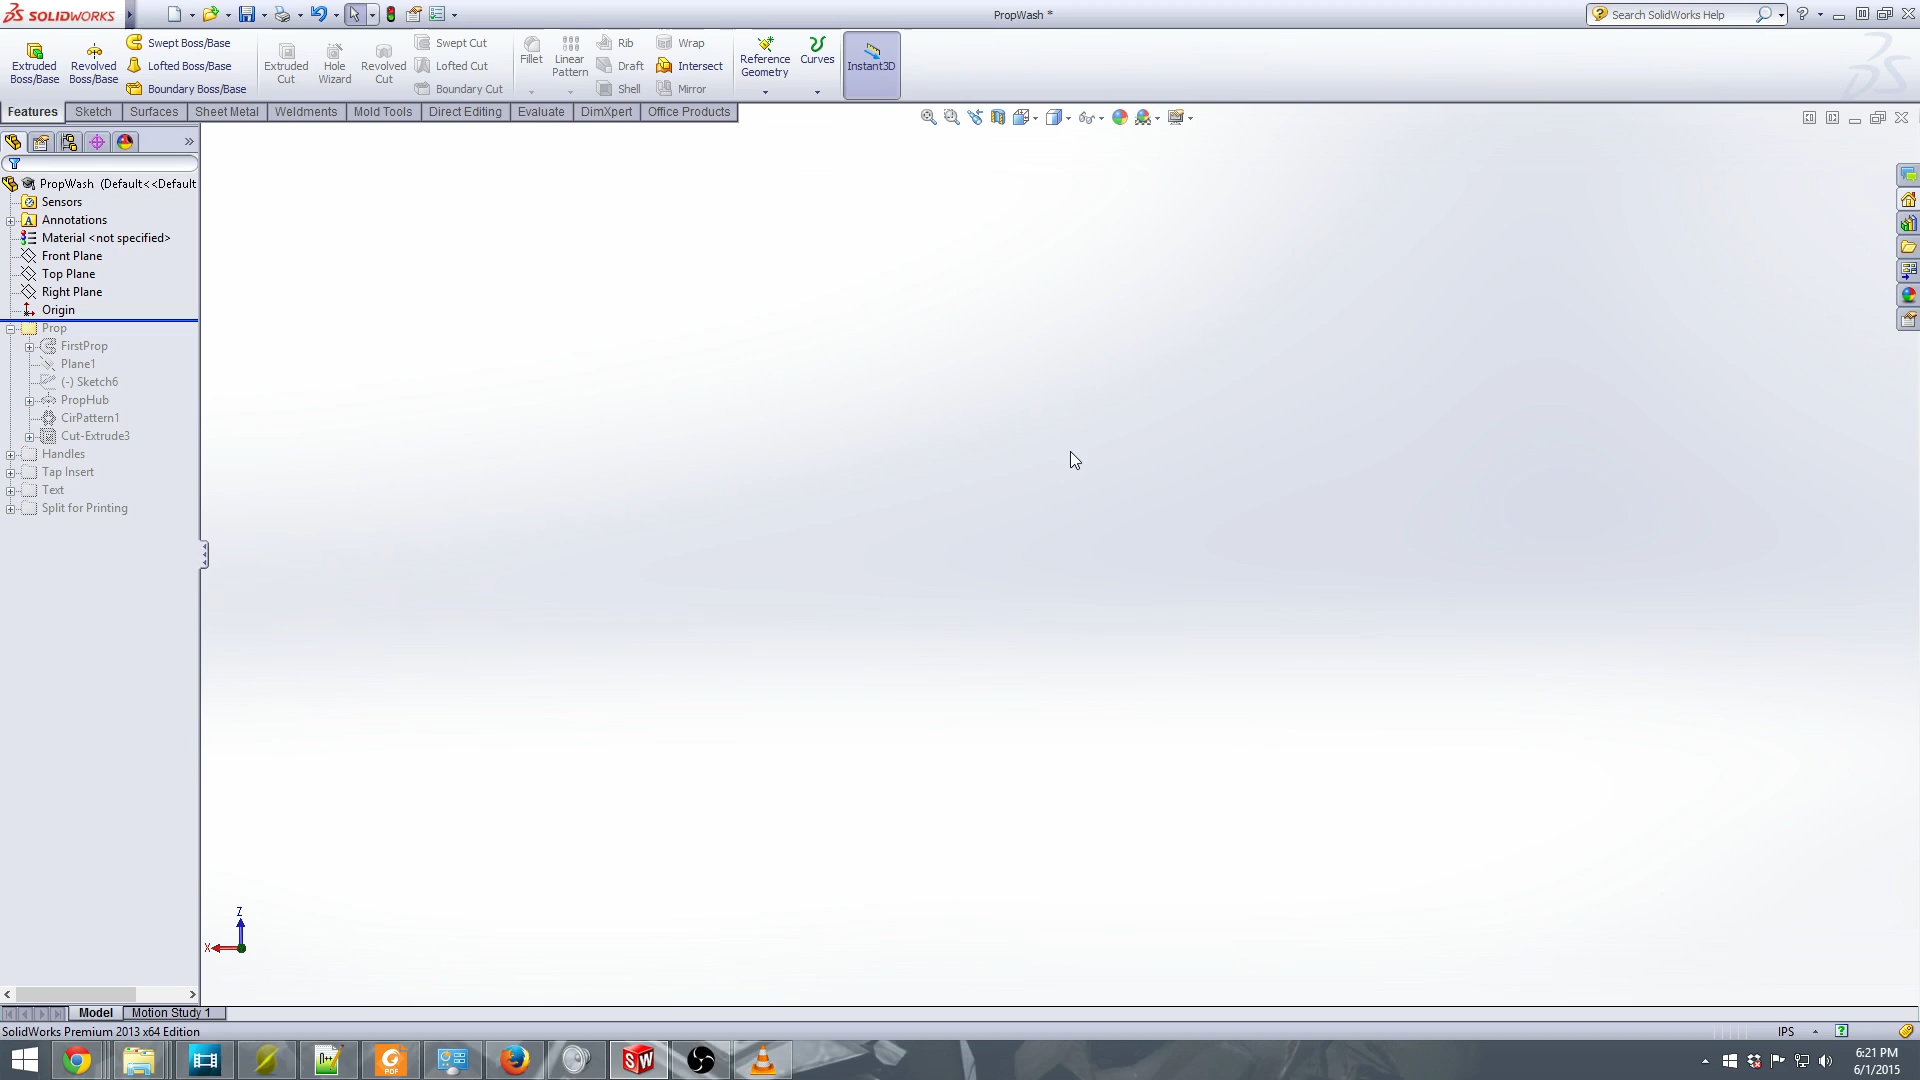 SOLIDWORKS
PropWash *
Search SolidWorks Help
Extruded Boss/Base
Revolved Boss/Base
Swept Boss/Base
Lofted Boss/Base
Boundary Boss/Base
Extruded Cut
Hole Wizard
Revolved Cut
Swept Cut
Lofted Cut
Boundary Cut
Fillet
Linear Pattern
Rib
Draft
Shell
Wrap
Intersect
Mirror
Reference Geometry
Curves
Instant3D
Features
Sketch
Surfaces
Sheet Metal
Weldments
Mold Tools
Direct Editing
Evaluate
DimXpert
Office Products
PropWash (Default<<Default
Sensors
Annotations
Material <not specified>
Front Plane
Top Plane
Right Plane
Origin
Prop
FirstProp
Plane1
(-) Sketch6
PropHub
CirPattern1
Cut-Extrude3
Handles
Tap Insert
Text
Split for Printing
Z
X
Model
Motion Study 1
SolidWorks Premium 2013 x64 Edition
IPS
6:21 PM
6/1/2015